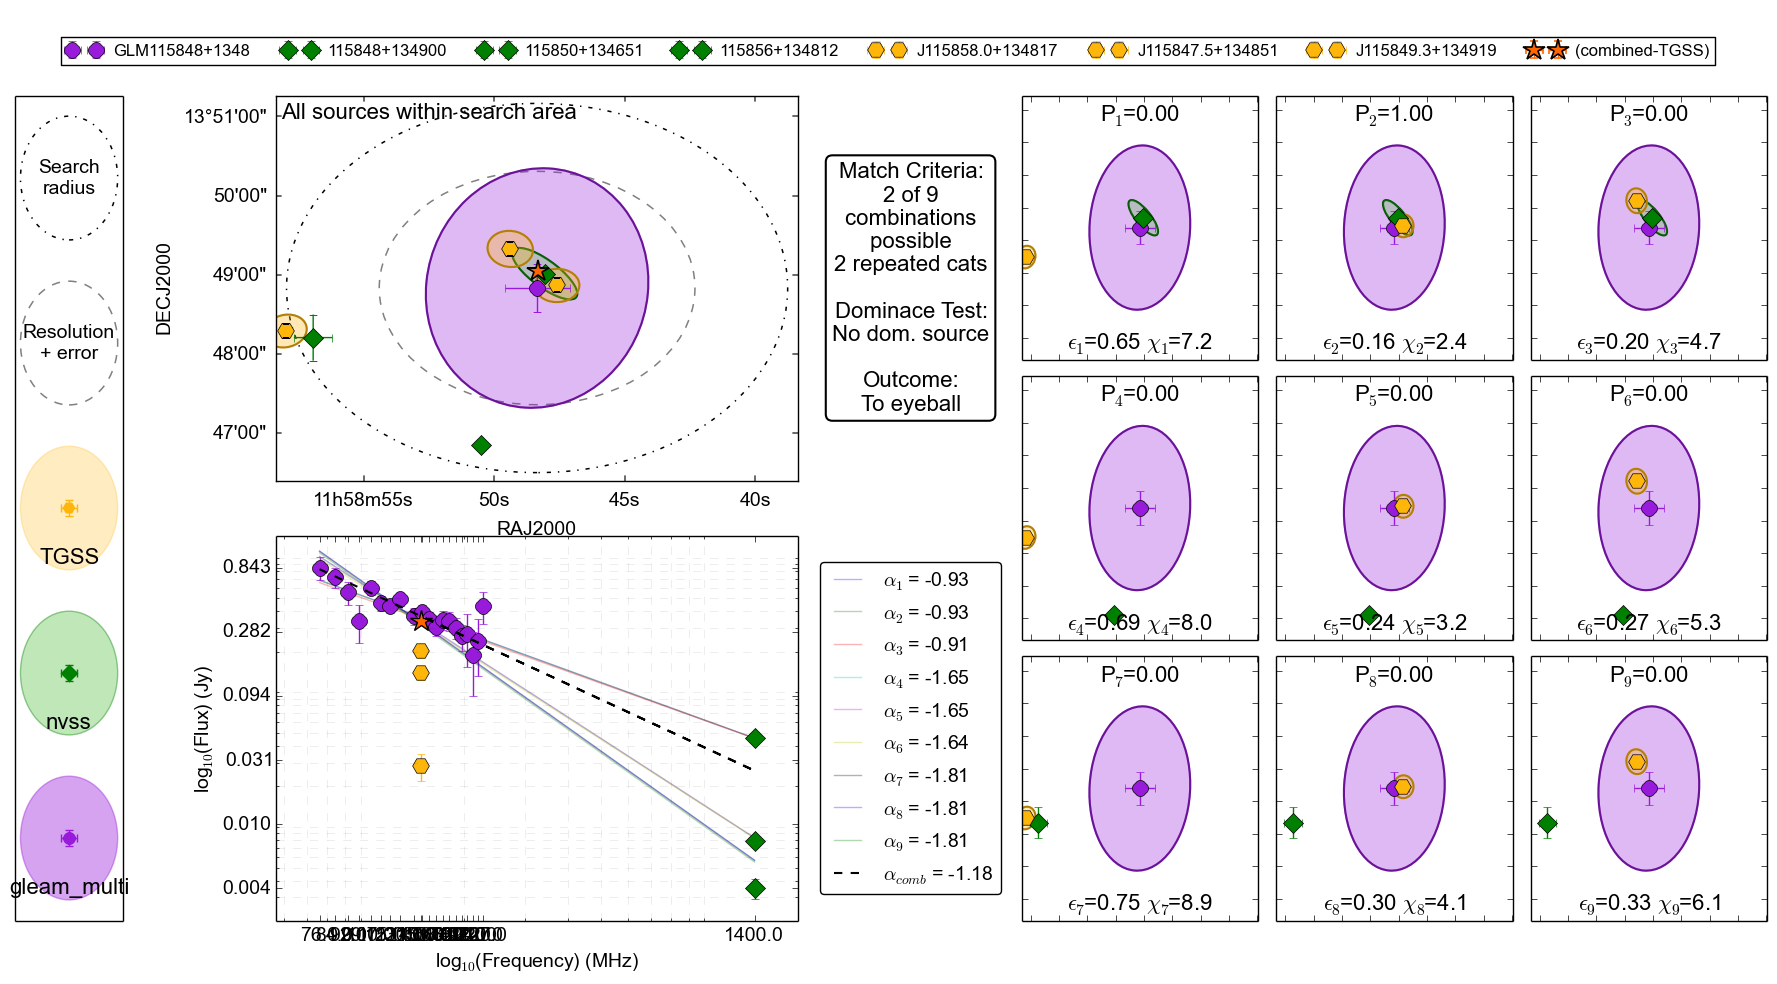 GLM115848+1348 115848+134900 115850+134651 115856+134812 J115858.0+134817 J115847.5+134851 J115849.3+134919 (combined-TGSS)
Search
radius
Resolution
+ error
TGSS
nvss
gleam_multi
All sources within search area
DECJ2000
13°51'00"
50'00"
49'00"
48'00"
47'00"
11h58m55s 50s 45s 40s
RAJ2000
Match Criteria:
2 of 9
combinations
possible
2 repeated cats
Dominace Test:
No dom. source
Outcome:
To eyeball
log10(Flux) (Jy)
0.843
0.282
0.094
0.031
0.010
0.004
1400.0
log10(Frequency) (MHz)
α1 = -0.93
α2 = -0.93
α3 = -0.91
α4 = -1.65
α5 = -1.65
α6 = -1.64
α7 = -1.81
α8 = -1.81
α9 = -1.81
αcomb = -1.18
P1=0.00
ϵ1=0.65 χ1=7.2
P2=1.00
ϵ2=0.16 χ2=2.4
P3=0.00
ϵ3=0.20 χ3=4.7
P4=0.00
ϵ4=0.69 χ4=8.0
P5=0.00
ϵ5=0.24 χ5=3.2
P6=0.00
ϵ6=0.27 χ6=5.3
P7=0.00
ϵ7=0.75 χ7=8.9
P8=0.00
ϵ8=0.30 χ8=4.1
P9=0.00
ϵ9=0.33 χ9=6.1